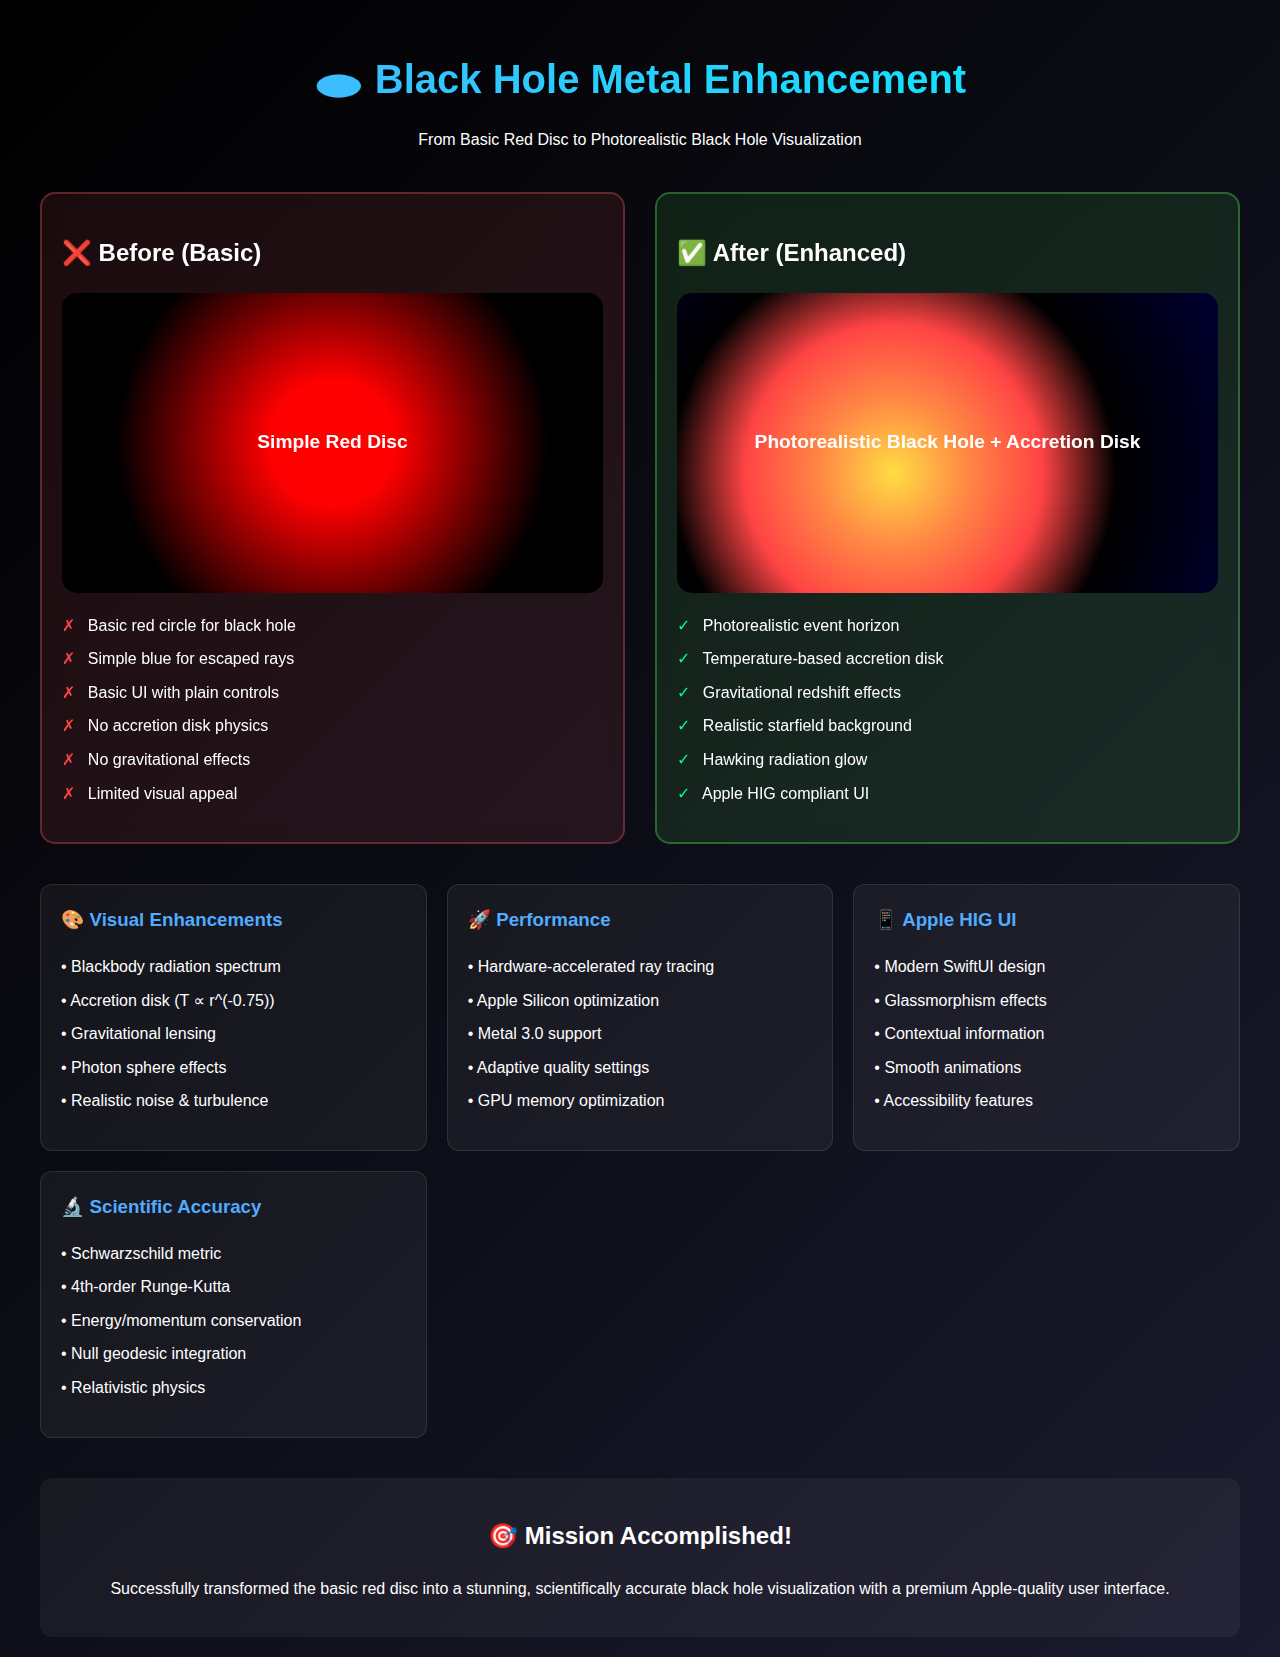 🕳️ Black Hole Metal Enhancement
From Basic Red Disc to Photorealistic Black Hole Visualization
❌ Before (Basic)
Simple Red Disc
✗ Basic red circle for black hole
✗ Simple blue for escaped rays
✗ Basic UI with plain controls
✗ No accretion disk physics
✗ No gravitational effects
✗ Limited visual appeal
✅ After (Enhanced)
Photorealistic Black Hole + Accretion Disk
✓ Photorealistic event horizon
✓ Temperature-based accretion disk
✓ Gravitational redshift effects
✓ Realistic starfield background
✓ Hawking radiation glow
✓ Apple HIG compliant UI
🎨 Visual Enhancements
• Blackbody radiation spectrum
• Accretion disk (T ∝ r^(-0.75))
• Gravitational lensing
• Photon sphere effects
• Realistic noise & turbulence
🚀 Performance
• Hardware-accelerated ray tracing
• Apple Silicon optimization
• Metal 3.0 support
• Adaptive quality settings
• GPU memory optimization
📱 Apple HIG UI
• Modern SwiftUI design
• Glassmorphism effects
• Contextual information
• Smooth animations
• Accessibility features
🔬 Scientific Accuracy
• Schwarzschild metric
• 4th-order Runge-Kutta
• Energy/momentum conservation
• Null geodesic integration
• Relativistic physics
🎯 Mission Accomplished!
Successfully transformed the basic red disc into a stunning, scientifically accurate black hole visualization with a premium Apple-quality user interface.